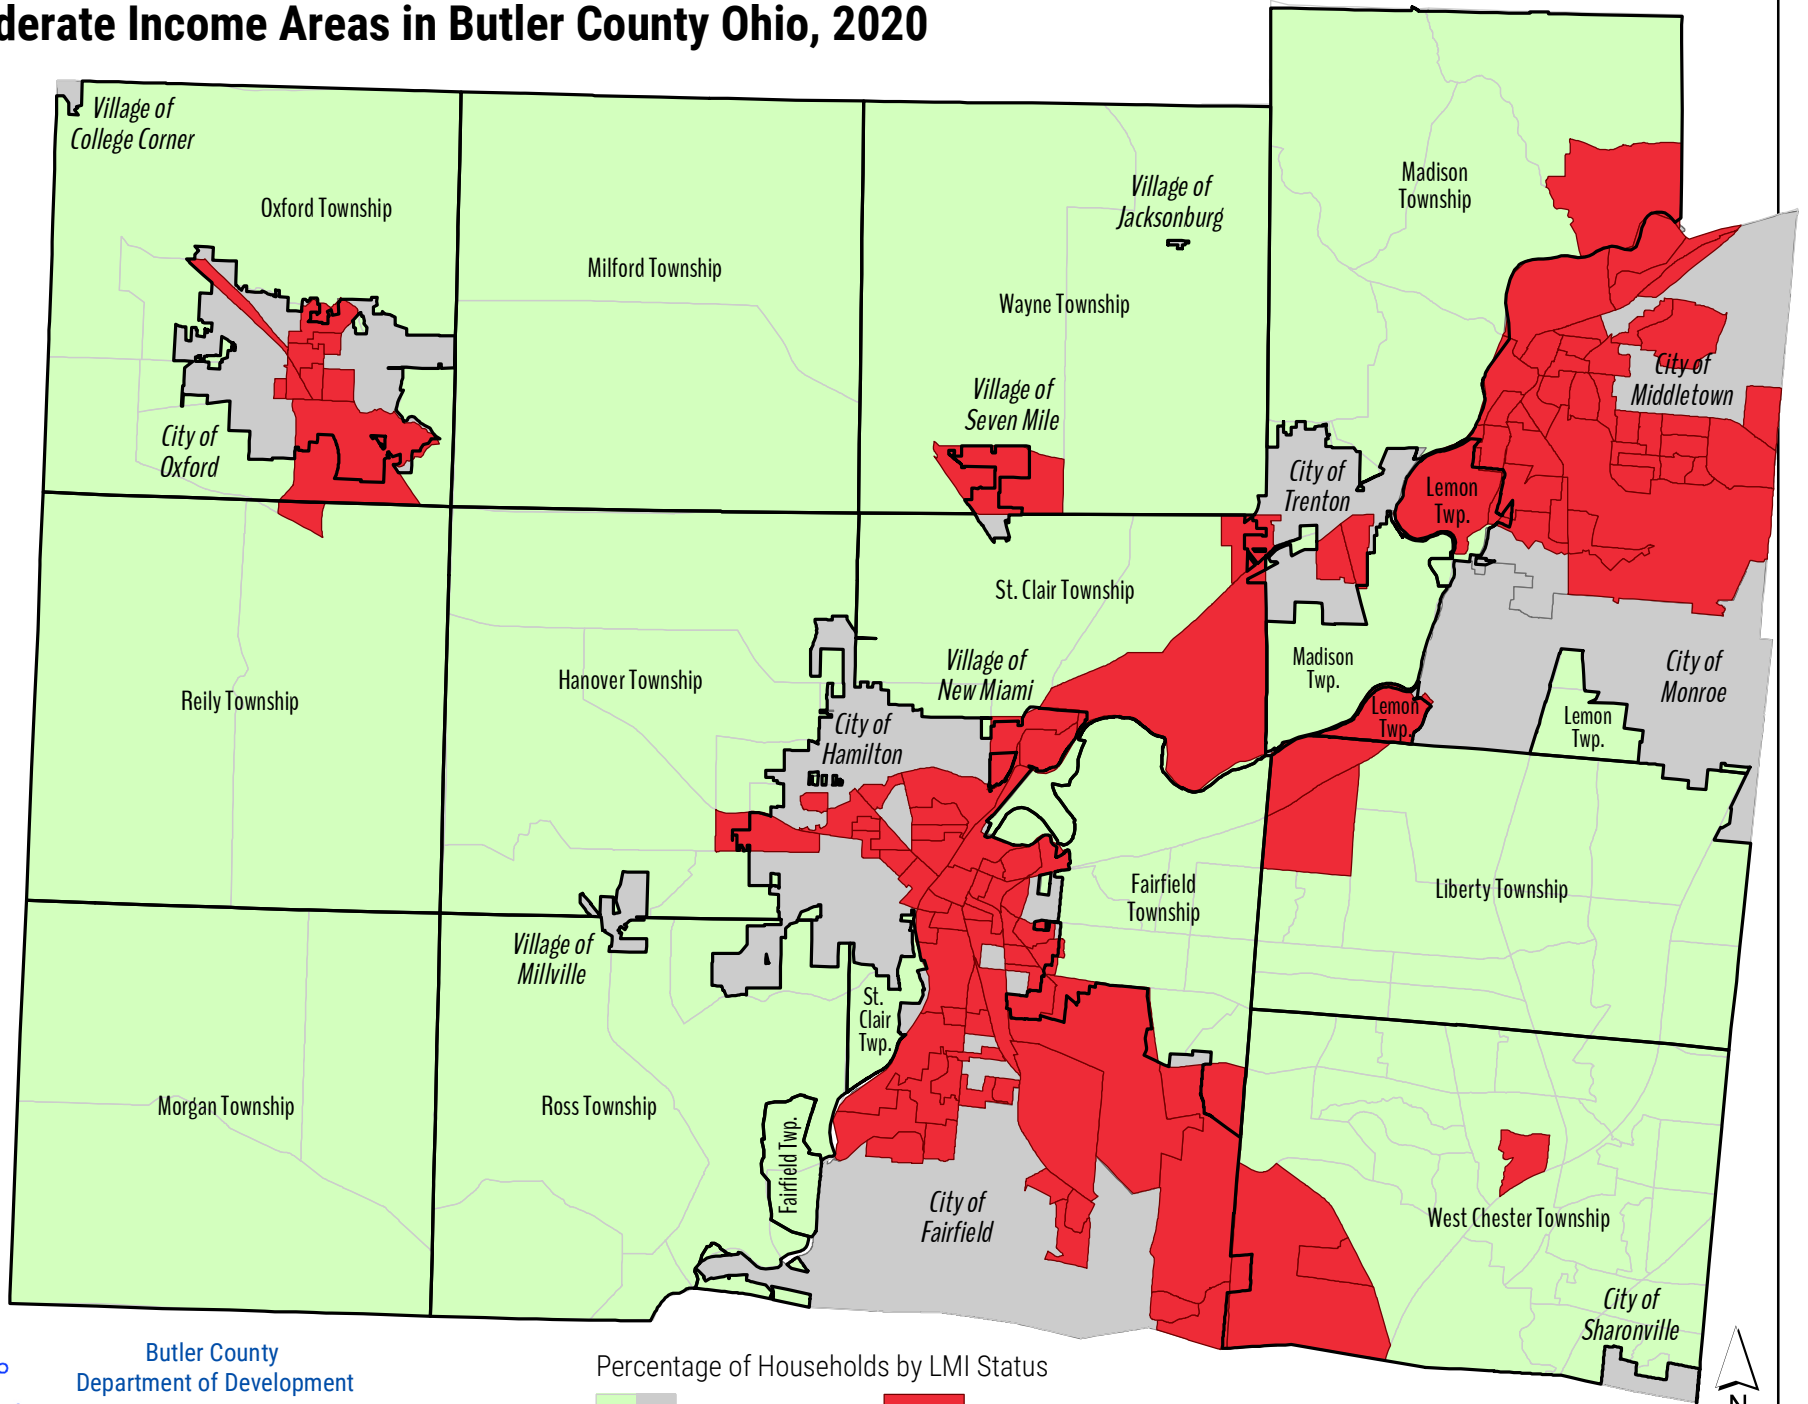 derate Income Areas in Butler County Ohio, 2020
Village of
College Corner
Oxford Township
Milford Township
Village of
Jacksonburg
Wayne Township
Madison
Township
City of
Middletown
Village of
Seven Mile
City of
Oxford
City of
Trenton
Lemon
Twp.
St. Clair Township
Reily Township
Hanover Township
Village of
New Miami
Madison
Twp.
Lemon
Twp.
City of
Monroe
Lemon
Twp.
City of
Hamilton
Fairfield
Township
Liberty Township
Village of
Millville
St.
Clair
Twp.
Morgan Township
Ross Township
Fairfield Twp.
City of
Fairfield
West Chester Township
City of
Sharonville
Butler County
Department of Development
Percentage of Households by LMI Status
N